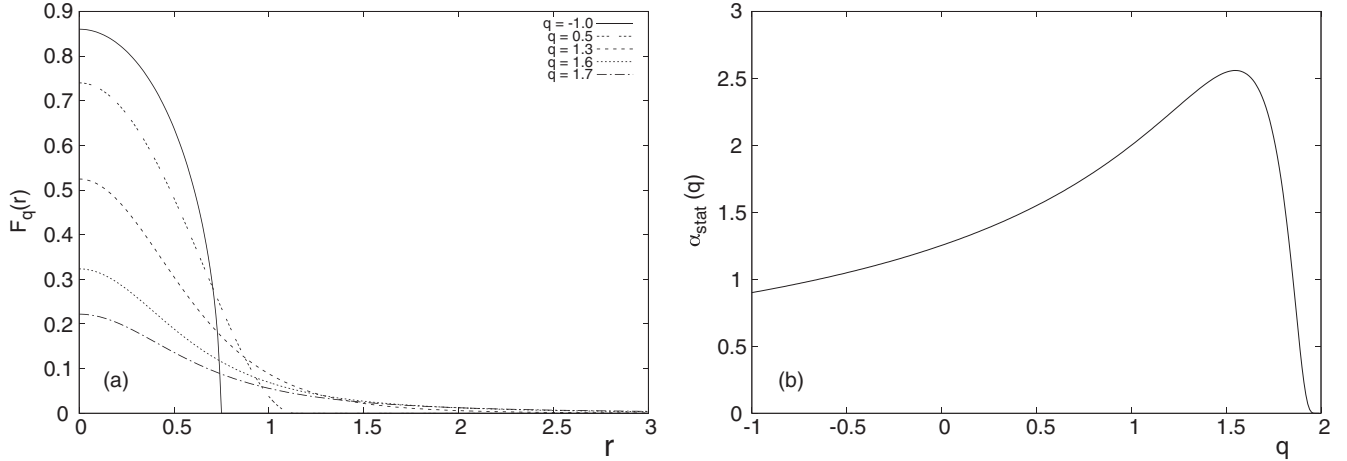 0.9
0.8
0.7
0.6
0.5
0.4
0.3
0.2
0.1
0
F_q(r)
q = -1.0
q = 0.5
q = 1.3
q = 1.6
q = 1.7
(a)
0 0.5 1 1.5 2 2.5 3
r
3
2.5
2
1.5
1
0.5
0
α_stat (q)
(b)
-1 -0.5 0 0.5 1 1.5 2
q